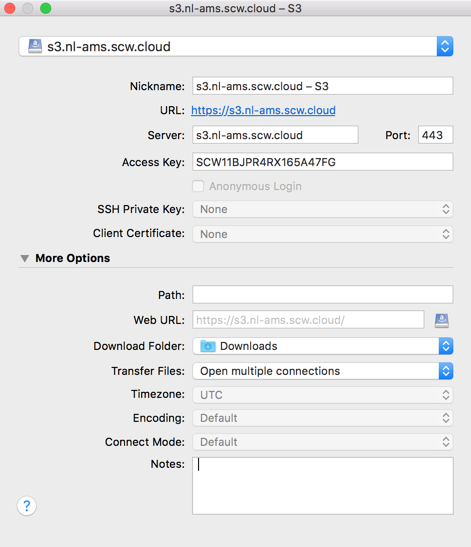 s3.nl-ams.scw.cloud – S3
s3.nl-ams.scw.cloud
Nickname: s3.nl-ams.scw.cloud – S3
URL: https://s3.nl-ams.scw.cloud
Server: s3.nl-ams.scw.cloud Port: 443
Access Key: SCW11BJPR4RX165A47FG
Anonymous Login
SSH Private Key: None
Client Certificate: None
More Options
Path:
Web URL: https://s3.nl-ams.scw.cloud/
Download Folder: Downloads
Transfer Files: Open multiple connections
Timezone: UTC
Encoding: Default
Connect Mode: Default
Notes:
?